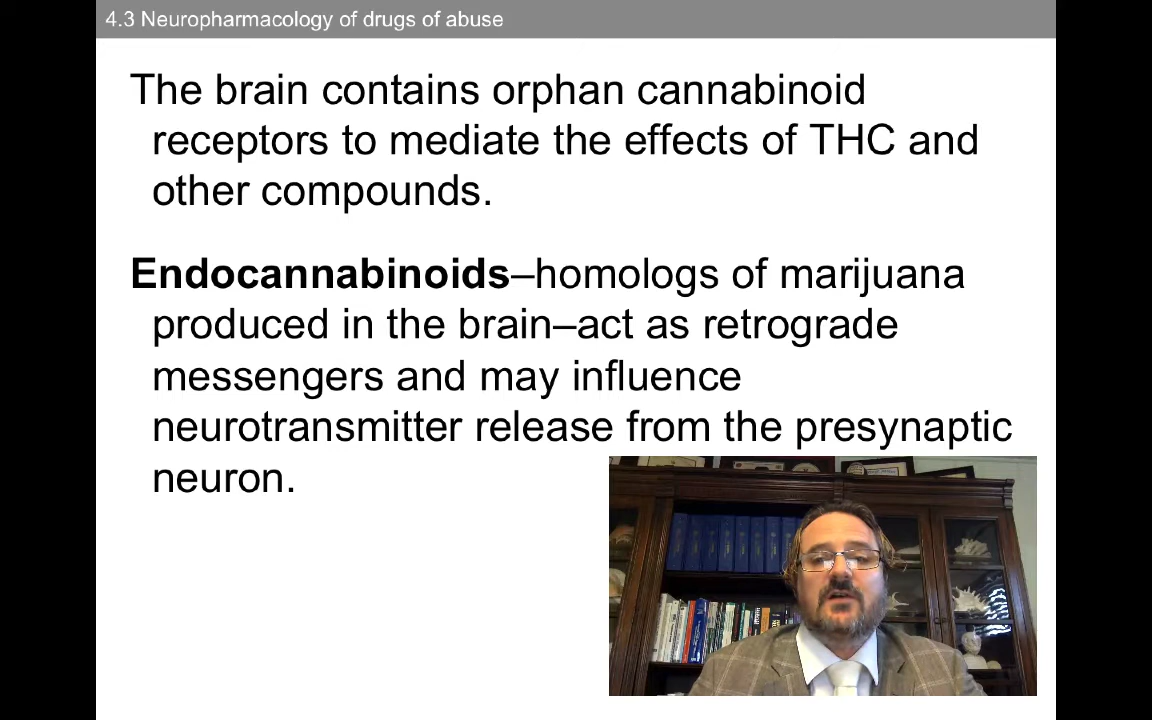 4.3 Neuropharmacology of drugs of abuse
The brain contains orphan cannabinoid
receptors to mediate the effects of THC and
other compounds.
Endocannabinoids–homologs of marijuana
produced in the brain–act as retrograde
messengers and may influence
neurotransmitter release from the presynaptic
neuron.